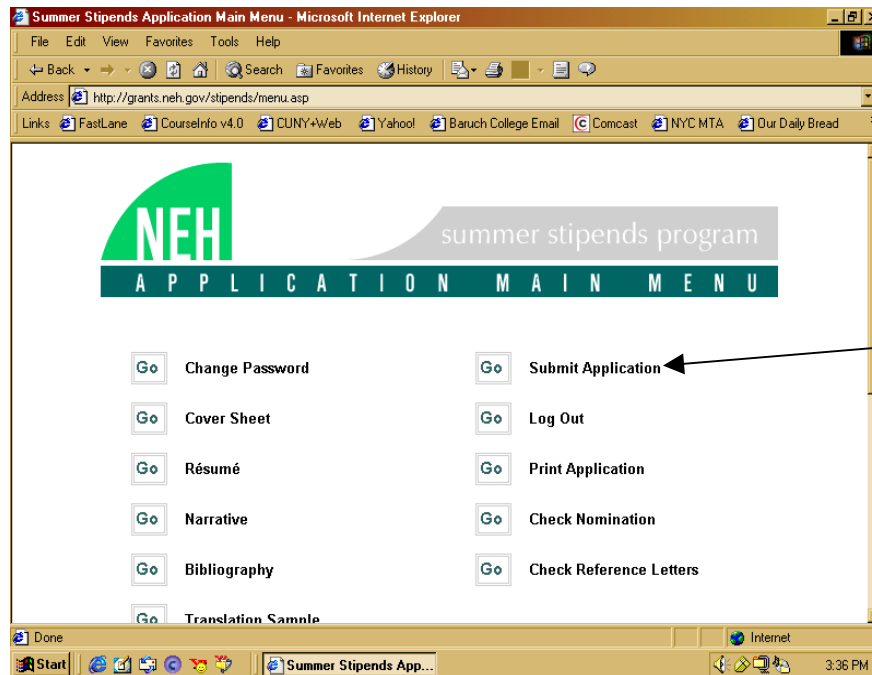 Summer Stipends Application Main Menu - Microsoft Internet Explorer
File Edit View Favorites Tools Help
Back Search Favorites History
Address http://grants.neh.gov/stipends/menu.asp
Links FastLane CourseInfo v4.0 CUNY+Web Yahoo! Baruch College Email Comcast NYC MTA Our Daily Bread
NEH summer stipends program
APPLICATION MAIN MENU
Go Change Password Go Submit Application
Go Cover Sheet Go Log Out
Go Résumé Go Print Application
Go Narrative Go Check Nomination
Go Bibliography Go Check Reference Letters
Go Translation Sample
Done Internet
Start Summer Stipends App... 3:36 PM